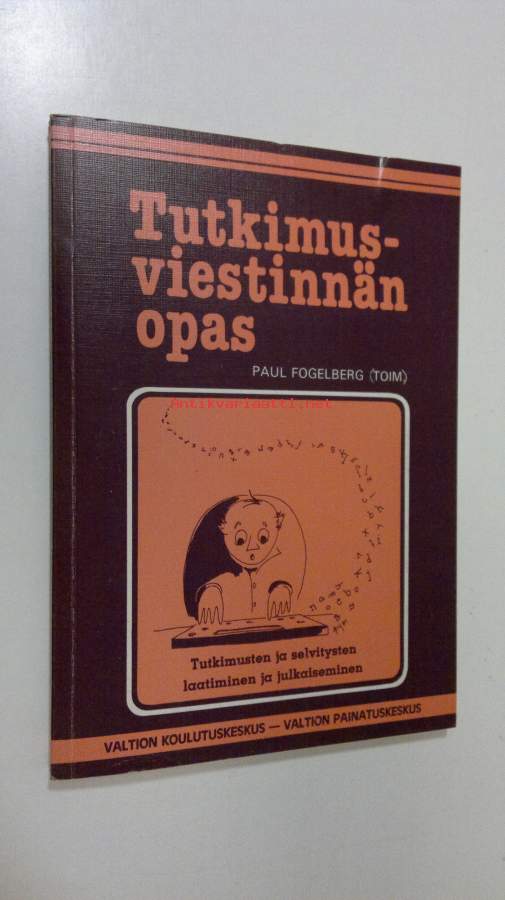 Tutkimus-
viestinnän
opas
PAUL FOGELBERG (TOIM)
Antikvariaatti.net
Tutkimusten ja selvitysten
laatiminen ja julkaiseminen
VALTION KOULUTUSKESKUS — VALTION PAINATUSKESKUS